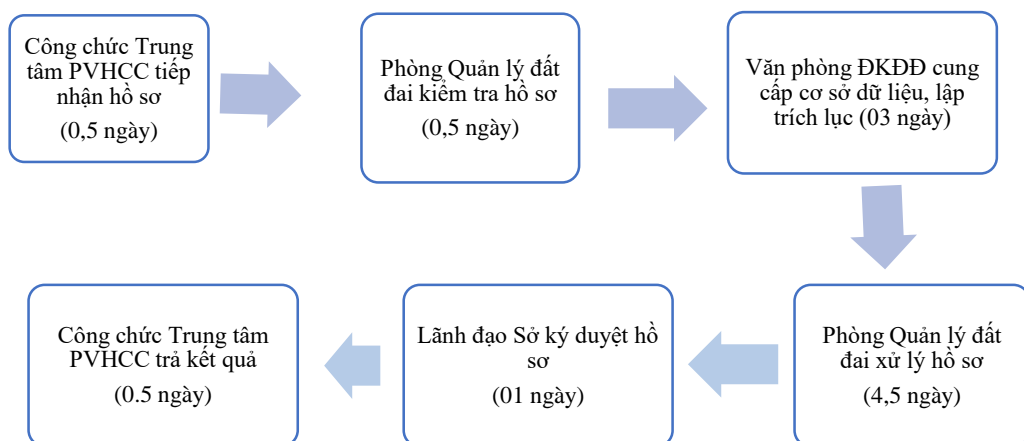 Công chức Trung
tâm PVHCC tiếp
nhận hồ sơ
(0,5 ngày)
Phòng Quản lý đất
đai kiểm tra hồ sơ
(0,5 ngày)
Văn phòng ĐKĐĐ cung
cấp cơ sở dữ liệu, lập
trích lục (03 ngày)
Phòng Quản lý đất
đai xử lý hồ sơ
(4,5 ngày)
Lãnh đạo Sở ký duyệt hồ
sơ
(01 ngày)
Công chức Trung tâm
PVHCC trả kết quả
(0.5 ngày)